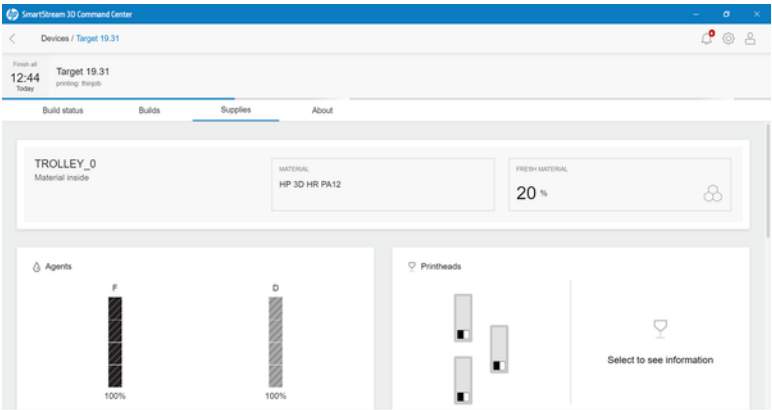 hp SmartStream 3D Command Center
Devices / Target 19.31
Finish all
12:44
Today
Target 19.31
printing: thinjob
Build status
Builds
Supplies
About
TROLLEY_0
Material inside
MATERIAL
HP 3D HR PA12
FRESH MATERIAL
20 %
Agents
F
D
100%
100%
Printheads
Select to see information